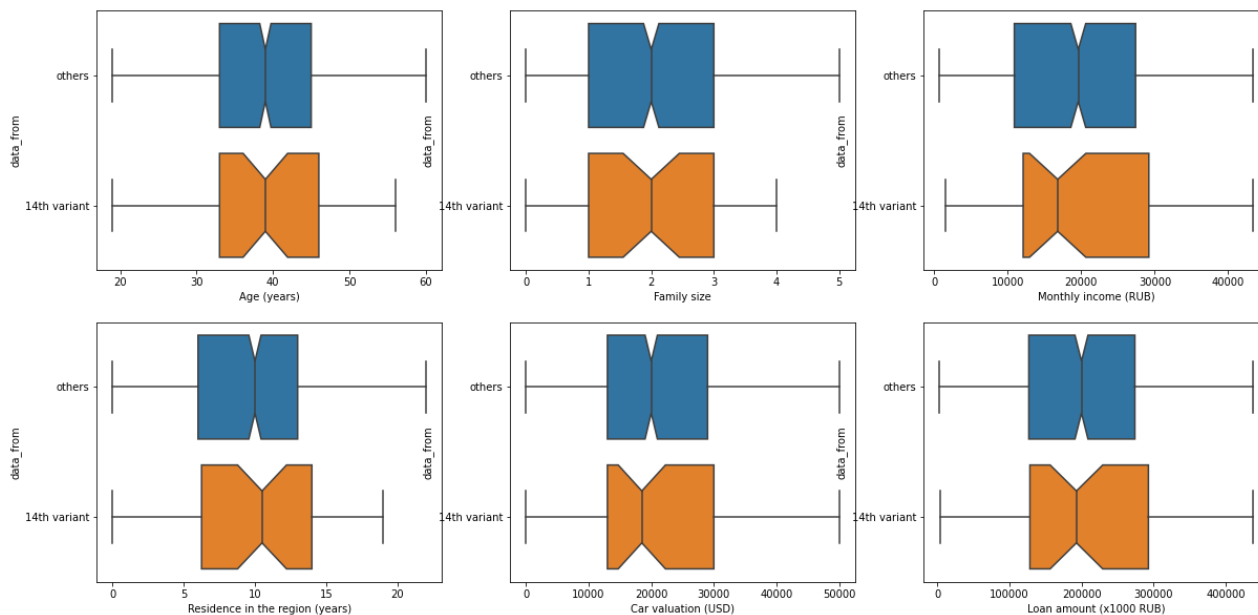 others
14th variant
data_from
20 30 40 50 60
Age (years)
others
14th variant
data_from
0 1 2 3 4 5
Family size
others
14th variant
data_from
0 10000 20000 30000 40000
Monthly income (RUB)
others
14th variant
data_from
0 5 10 15 20
Residence in the region (years)
others
14th variant
data_from
0 10000 20000 30000 40000 50000
Car valuation (USD)
others
14th variant
data_from
0 100000 200000 300000 400000
Loan amount (x1000 RUB)